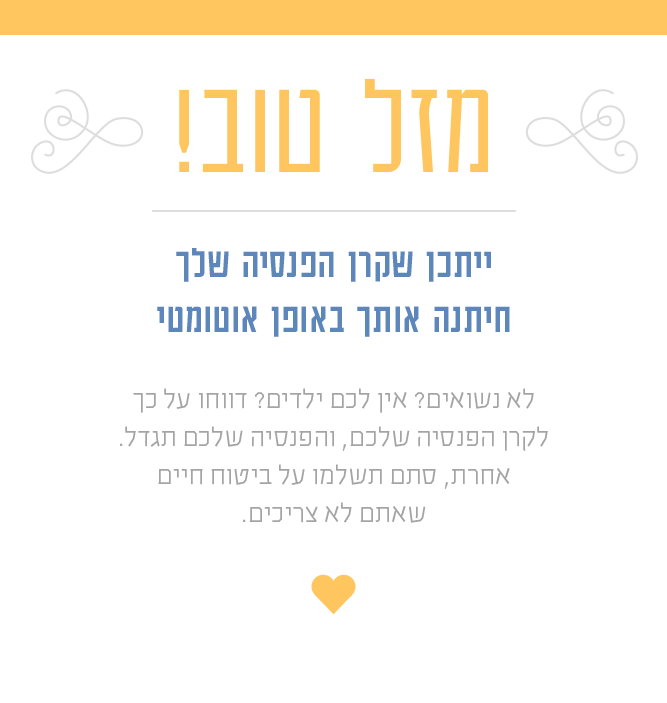 מזל טוב!
ייתכן שקרן הפנסיה שלך
חיתנה אותך באופן אוטומטי
לא נשואים? אין לכם ילדים? דווחו על כך
לקרן הפנסיה שלכם, והפנסיה שלכם תגדל.
אחרת, סתם תשלמו על ביטוח חיים
שאתם לא צריכים.